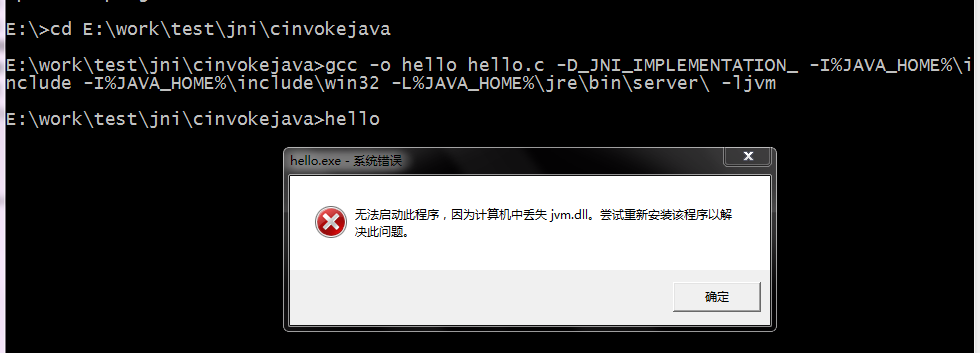 E:\>cd E:\work\test\jni\cinvokejava
E:\work\test\jni\cinvokejava>gcc -o hello hello.c -D_JNI_IMPLEMENTATION_ -I%JAVA_HOME%\i
nclude -I%JAVA_HOME%\include\win32 -L%JAVA_HOME%\jre\bin\server\ -ljvm
E:\work\test\jni\cinvokejava>hello
hello.exe - 系统错误
无法启动此程序，因为计算机中丢失 jvm.dll。尝试重新安装该程序以解
决此问题。
确定